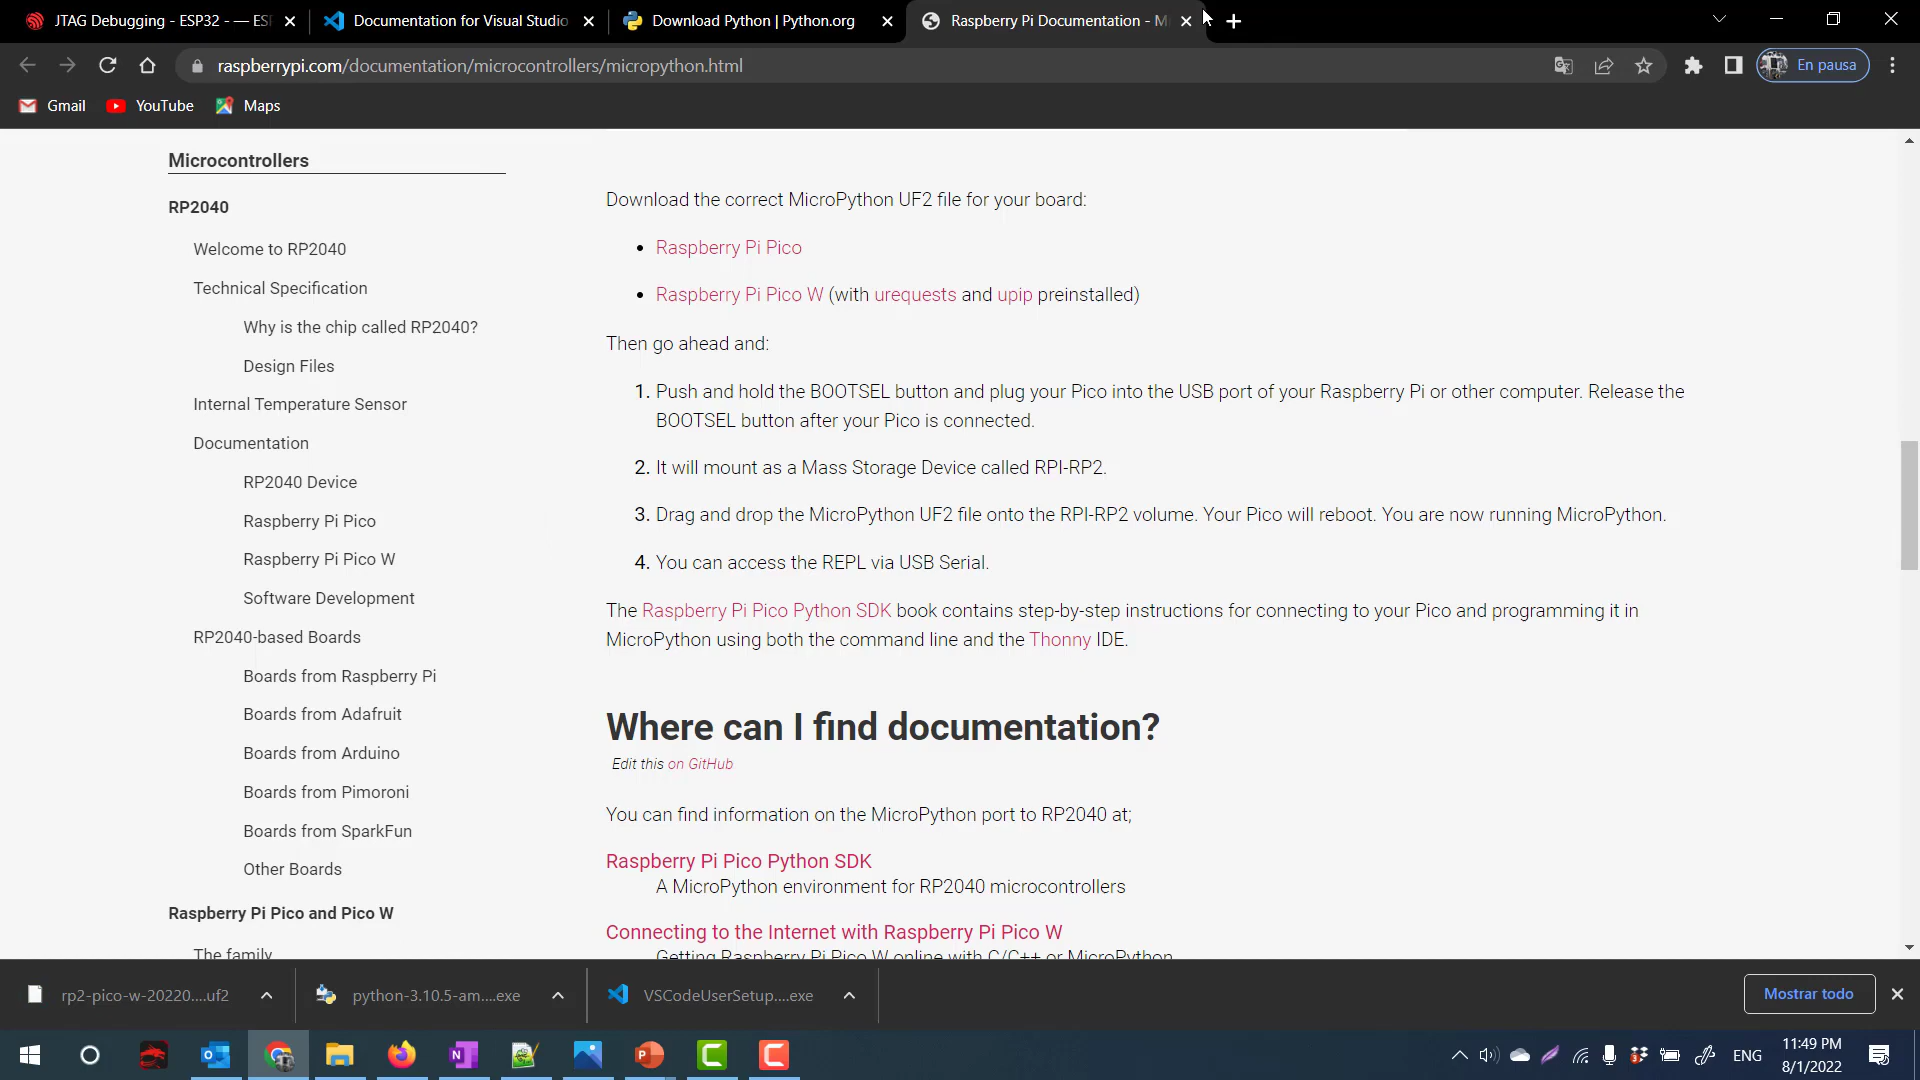 JTAG Debugging - ESP32 - — ESP
Documentation for Visual Studio
Download Python | Python.org
Raspberry Pi Documentation - M
raspberrypi.com/documentation/microcontrollers/micropython.html
En pausa
Gmail
YouTube
Maps
Microcontrollers
RP2040
Welcome to RP2040
Technical Specification
Why is the chip called RP2040?
Design Files
Internal Temperature Sensor
Documentation
RP2040 Device
Raspberry Pi Pico
Raspberry Pi Pico W
Software Development
RP2040-based Boards
Boards from Raspberry Pi
Boards from Adafruit
Boards from Arduino
Boards from Pimoroni
Boards from SparkFun
Other Boards
Raspberry Pi Pico and Pico W
The family
Download the correct MicroPython UF2 file for your board:
Raspberry Pi Pico
Raspberry Pi Pico W (with urequests and upip preinstalled)
Then go ahead and:
1. Push and hold the BOOTSEL button and plug your Pico into the USB port of your Raspberry Pi or other computer. Release the
BOOTSEL button after your Pico is connected.
2. It will mount as a Mass Storage Device called RPI-RP2.
3. Drag and drop the MicroPython UF2 file onto the RPI-RP2 volume. Your Pico will reboot. You are now running MicroPython.
4. You can access the REPL via USB Serial.
The Raspberry Pi Pico Python SDK book contains step-by-step instructions for connecting to your Pico and programming it in
MicroPython using both the command line and the Thonny IDE.
Where can I find documentation?
Edit this on GitHub
You can find information on the MicroPython port to RP2040 at;
Raspberry Pi Pico Python SDK
A MicroPython environment for RP2040 microcontrollers
Connecting to the Internet with Raspberry Pi Pico W
Getting Raspberry Pi Pico W online with C/C++ or MicroPython
rp2-pico-w-20220....uf2
python-3.10.5-am....exe
VSCodeUserSetup....exe
Mostrar todo
ENG
11:49 PM
8/1/2022